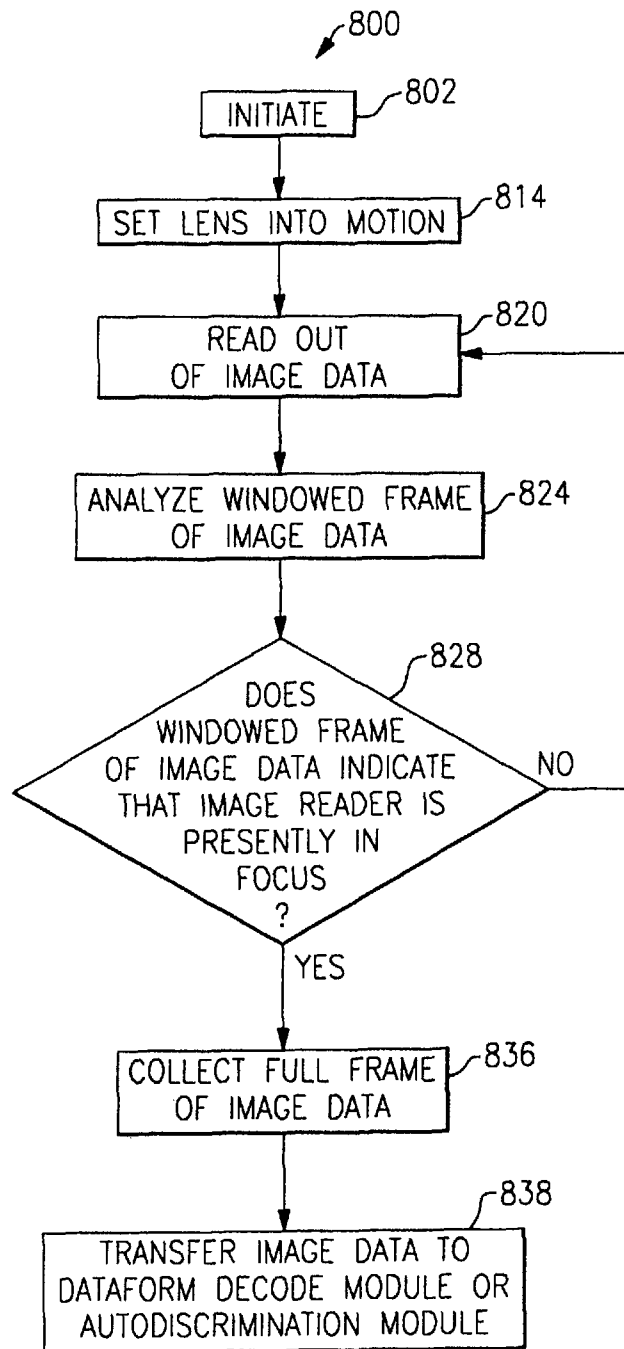 800
INITIATE
802
SET LENS INTO MOTION
814
READ OUT
OF IMAGE DATA
820
ANALYZE WINDOWED FRAME
OF IMAGE DATA
824
DOES
WINDOWED FRAME
OF IMAGE DATA INDICATE
THAT IMAGE READER IS
PRESENTLY IN
FOCUS
?
828
NO
YES
COLLECT FULL FRAME
OF IMAGE DATA
836
TRANSFER IMAGE DATA TO
DATAFORM DECODE MODULE OR
AUTODISCRIMINATION MODULE
838